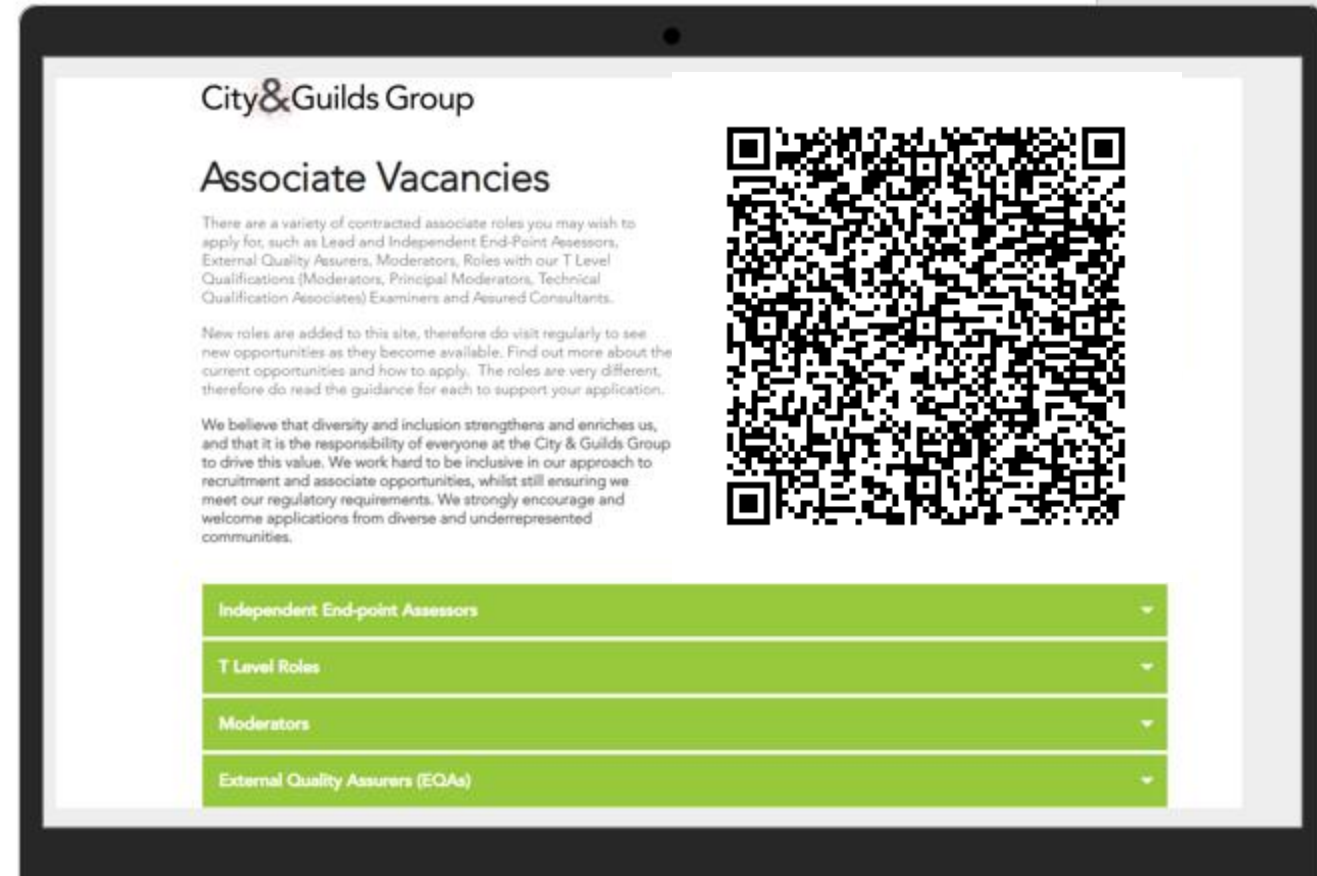 City&Guilds Group
Associate Vacancies
There are a variety of contracted associate roles you may wish to
apply for, such as Lead and Independent End-Point Assessors,
External Quality Assurers, Moderators, Roles with our T Level
Qualifications (Moderators, Principal Moderators, Technical
Qualification Associates) Examiners and Assured Consultants.
New roles are added to this site, therefore do visit regularly to see
new opportunities as they become available. Find out more about the
current opportunities and how to apply. The roles are very different,
therefore do read the guidance for each to support your application.
We believe that diversity and inclusion strengthens and enriches us,
and that it is the responsibility of everyone at the City & Guilds Group
to drive this value. We work hard to be inclusive in our approach to
recruitment and associate opportunities, whilst still ensuring we
meet our regulatory requirements. We strongly encourage and
welcome applications from diverse and underrepresented
communities.
Independent End-point Assessors
T Level Roles
Moderators
External Quality Assurers (EQAs)